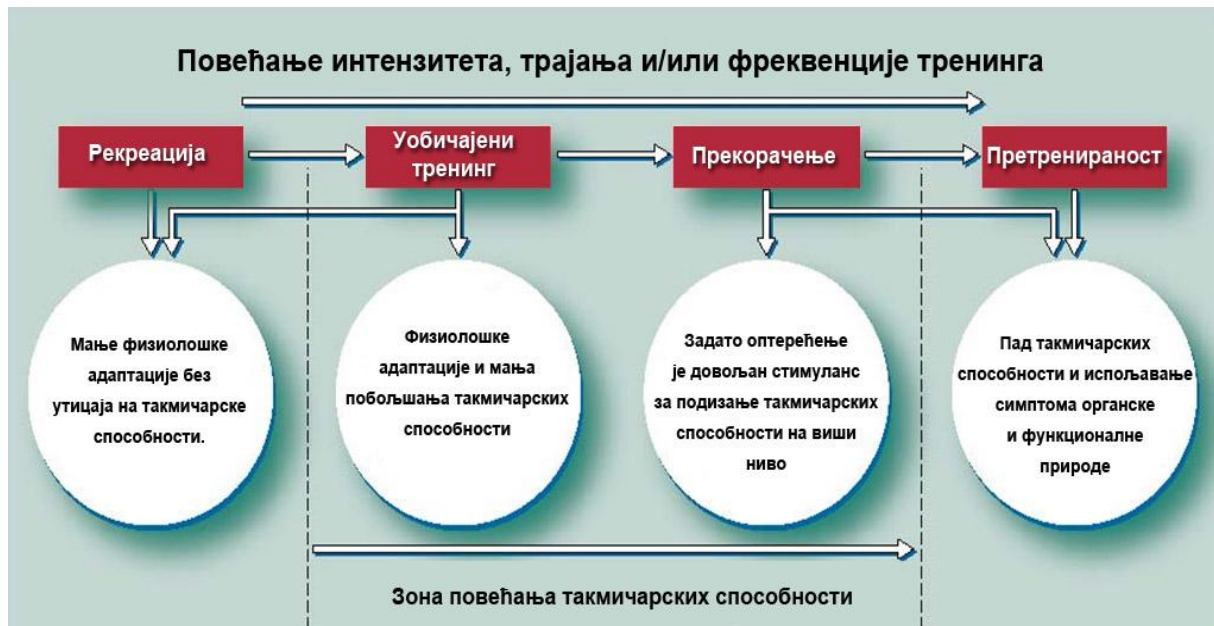 Повећање интензитета, трајања и/или фреквенције тренинга
Рекреација
Уобичајени
тренинг
Прекорачење
Претренираност
Мање физиолошке
адаптације без
утицаја на такмичарске
способности.
Физиолошке
адаптације и мања
побољшања такмичарских
способности
Задато оптерећење
је довољан стимуланс
за подизање такмичарских
способности на виши
ниво
Пад такмичарских
способности и испољавање
симптома органске
и функционалне
природе
Зона повећања такмичарских способности